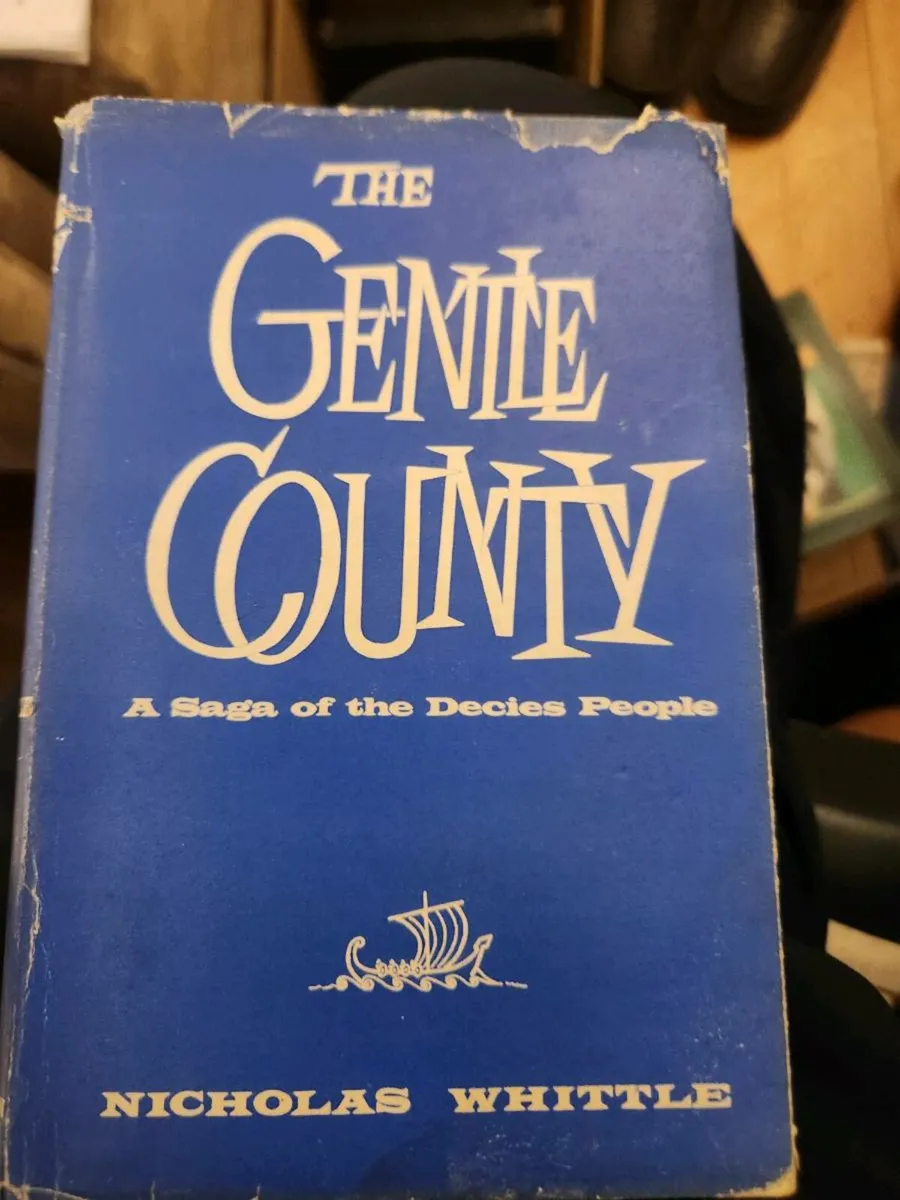 THE
GENTLE
COUNTY
A Saga of the Decies People
NICHOLAS WHITTLE